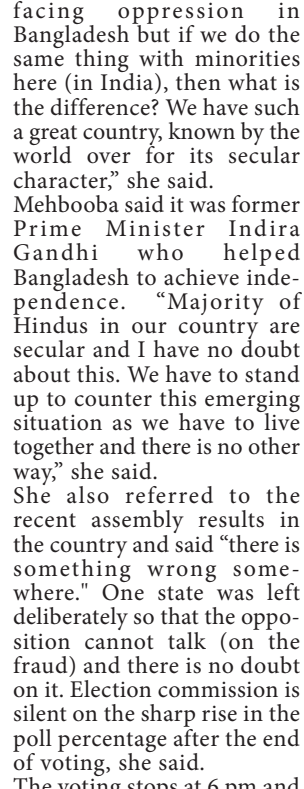 facing oppression in
Bangladesh but if we do the
same thing with minorities
here (in India), then what is
the difference? We have such
a great country, known by the
world over for its secular
character,” she said.
Mehbooba said it was former
Prime Minister Indira
Gandhi who helped
Bangladesh to achieve inde-
pendence. “Majority of
Hindus in our country are
secular and I have no doubt
about this. We have to stand
up to counter this emerging
situation as we have to live
together and there is no other
way,” she said.
She also referred to the
recent assembly results in
the country and said “there is
something wrong some-
where." One state was left
deliberately so that the oppo-
sition cannot talk (on the
fraud) and there is no doubt
on it. Election commission is
silent on the sharp rise in the
poll percentage after the end
of voting, she said.
The voting stops at 6 pm and